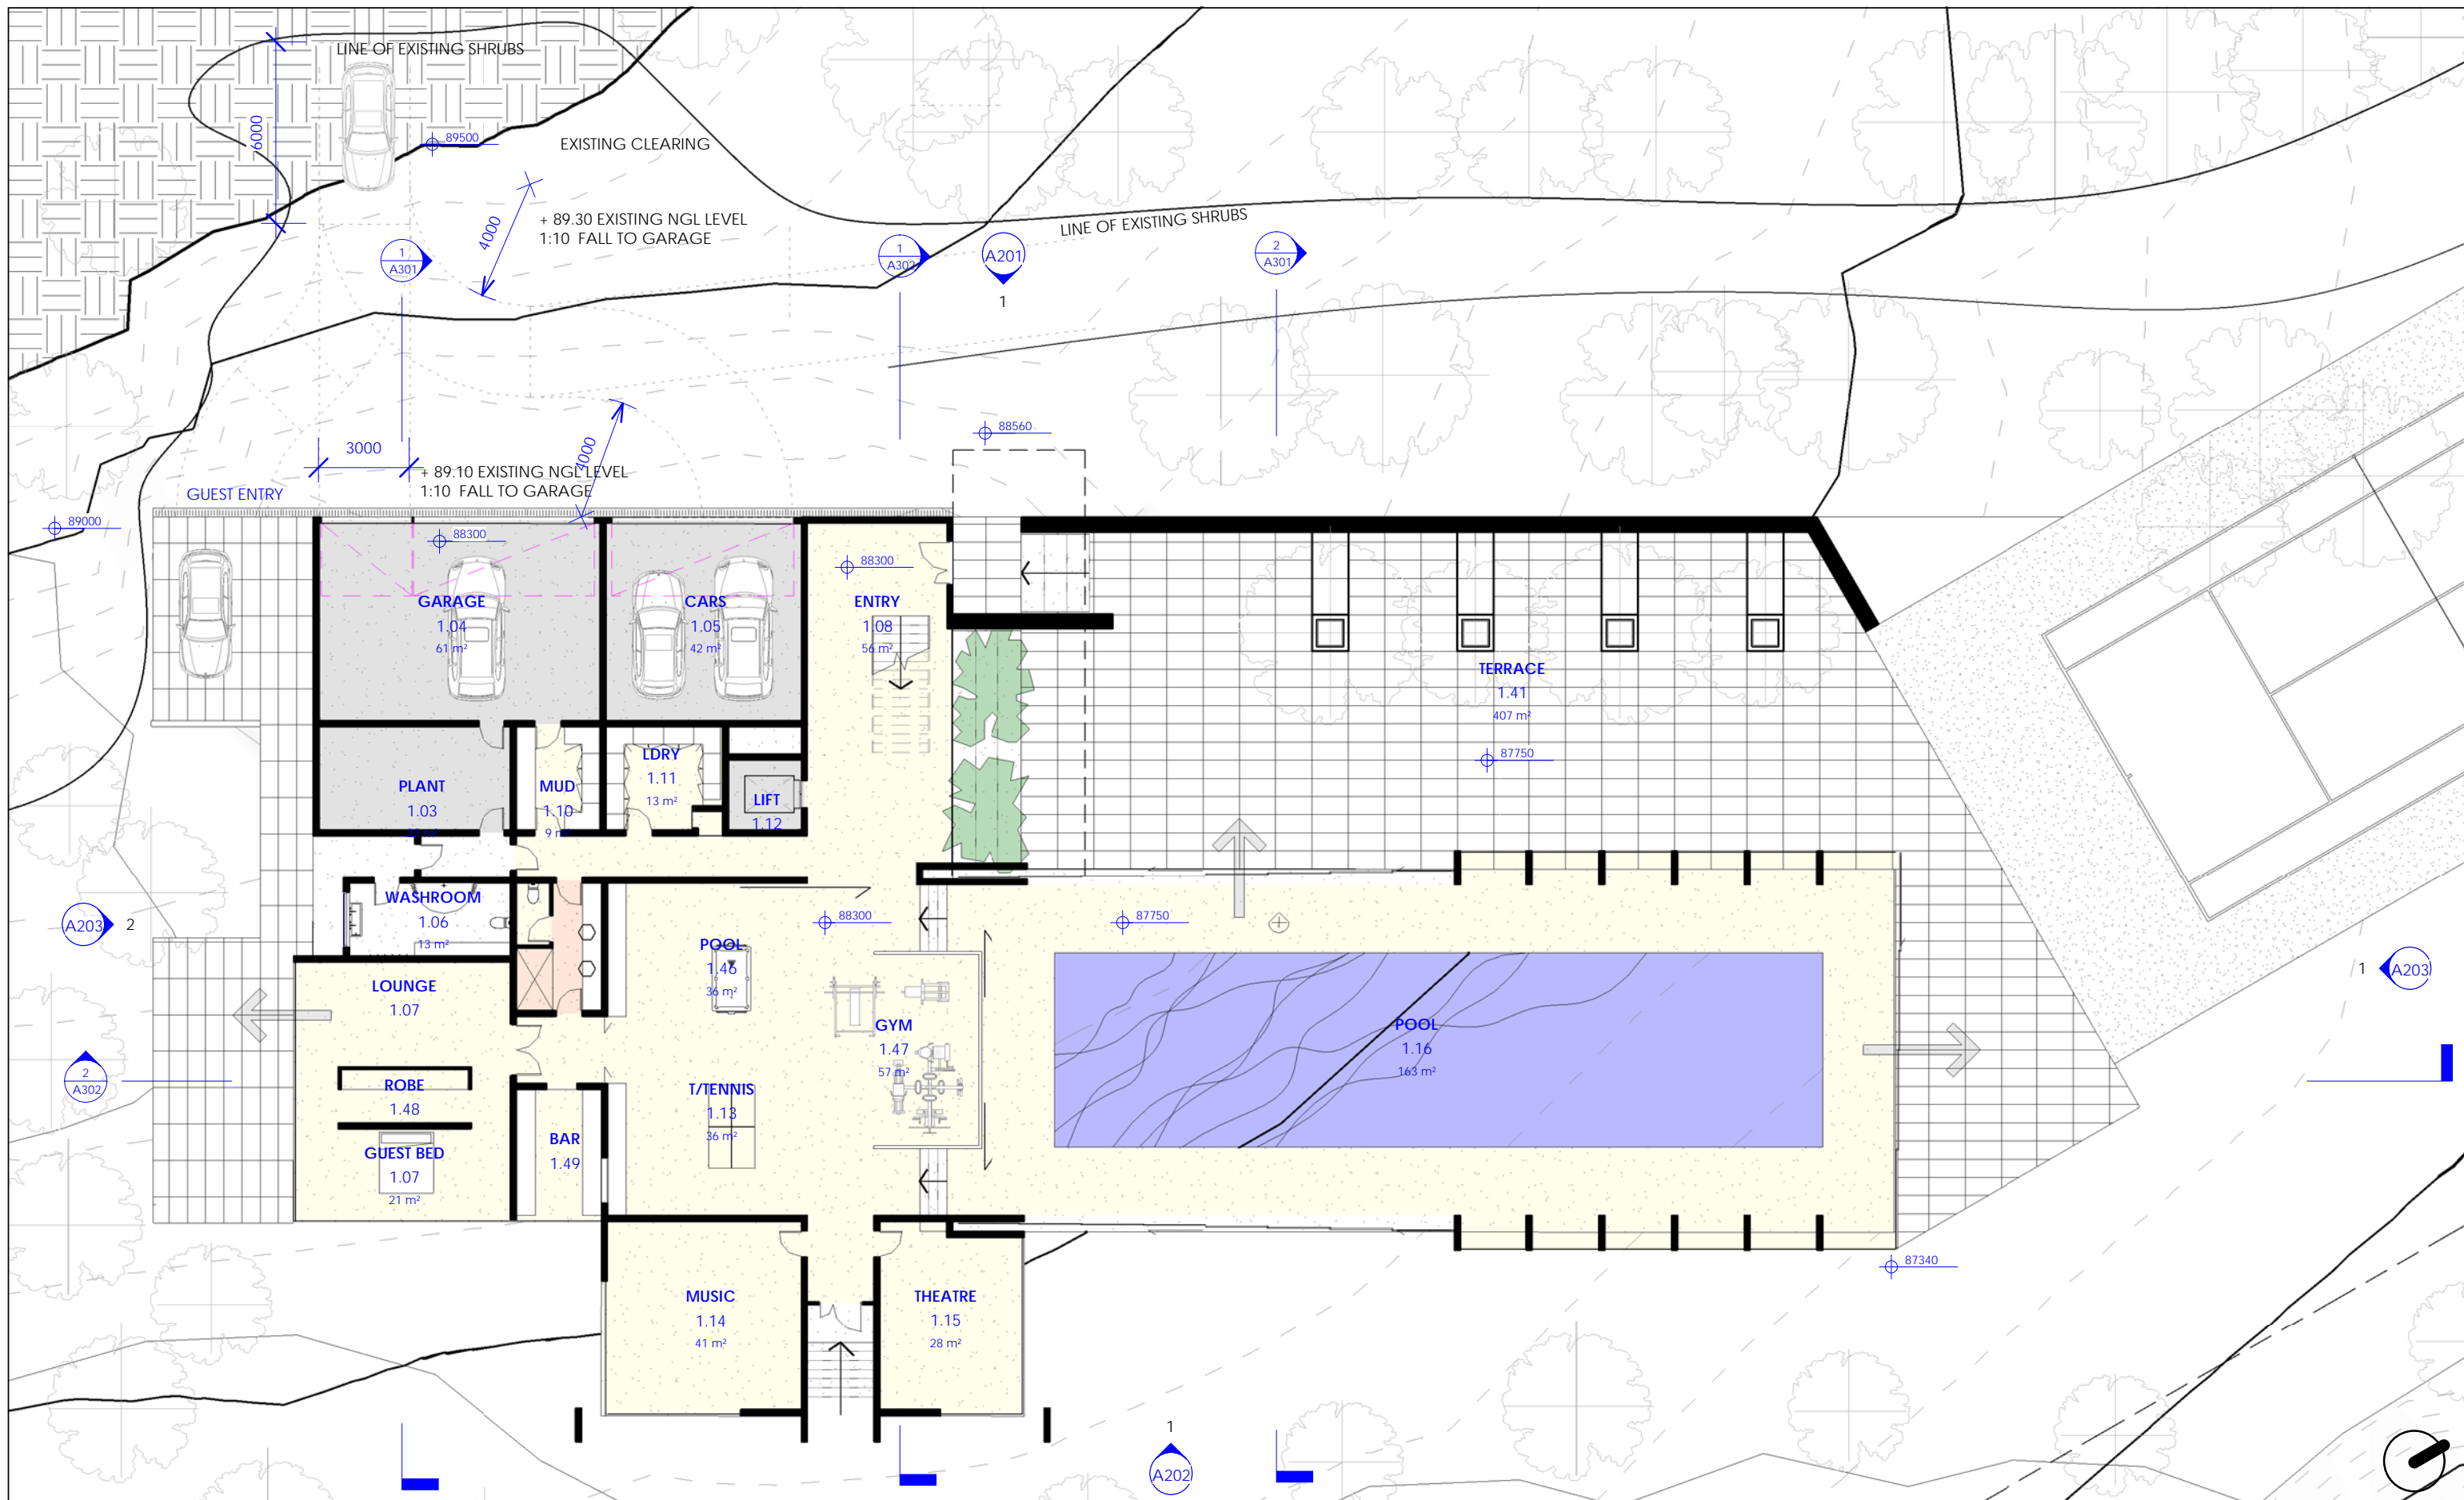 LINE OF EXISTING SHRUBS
6000
89500
EXISTING CLEARING
4000
+ 89.30 EXISTING NGL LEVEL
1:10 FALL TO GARAGE
LINE OF EXISTING SHRUBS
1
A301
1
A302
A201
1
2
A301
88560
3000
4000
+ 89.10 EXISTING NGL LEVEL
1:10 FALL TO GARAGE
GUEST ENTRY
89000
88300
88300
GARAGE
1.04
61 m²
CARS
1.05
42 m²
ENTRY
1.08
56 m²
TERRACE
1.41
407 m²
87750
PLANT
1.03
MUD
1.10
9 m²
LDRY
1.11
13 m²
LIFT
1.12
WASHROOM
1.06
13 m²
A203
2
88300
87750
POOL
1.46
36 m²
LOUNGE
1.07
GYM
1.47
57 m²
POOL
1.16
163 m²
1
A203
2
A302
ROBE
1.48
T/TENNIS
1.13
36 m²
BAR
1.49
GUEST BED
1.07
21 m²
87340
MUSIC
1.14
41 m²
THEATRE
1.15
28 m²
1
A202